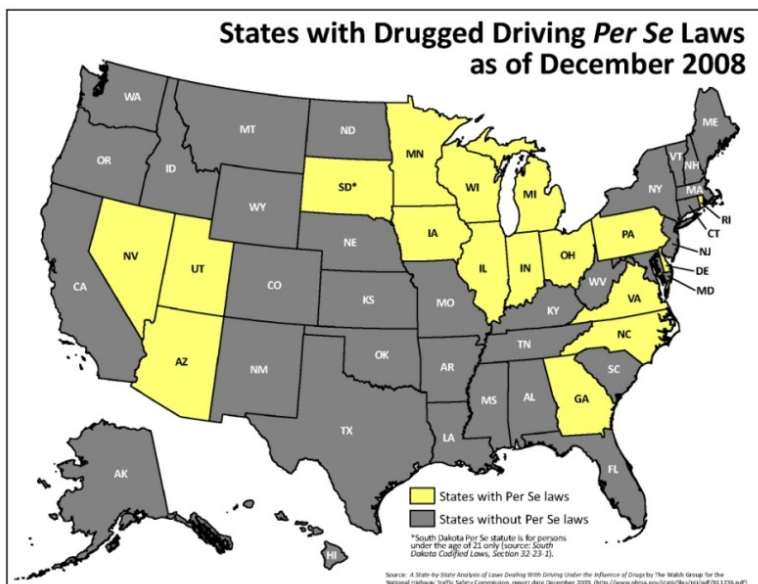 States with Drugged Driving Per Se Laws
as of December 2008
WA
MT
ND
MN
ME
OR
ID
WY
SD*
WI
MI
VT
NH
NY
MA
RI
CT
NV
UT
NE
IA
IL
IN
OH
PA
NJ
DE
MD
CA
CO
KS
MO
KY
WV
VA
AZ
NM
OK
AR
TN
NC
SC
TX
LA
MS
AL
GA
FL
AK
HI
States with Per Se laws
States without Per Se laws
*South Dakota Per Se statute is for persons
under the age of 21 only (source: South
Dakota Codified Laws, Section 32-23-1).
Source: A State-by-State Analysis of Laws Dealing With Driving Under the Influence of Drugs by The Walsh Group for the
National Highway Traffic Safety Commission, report date December 2009.